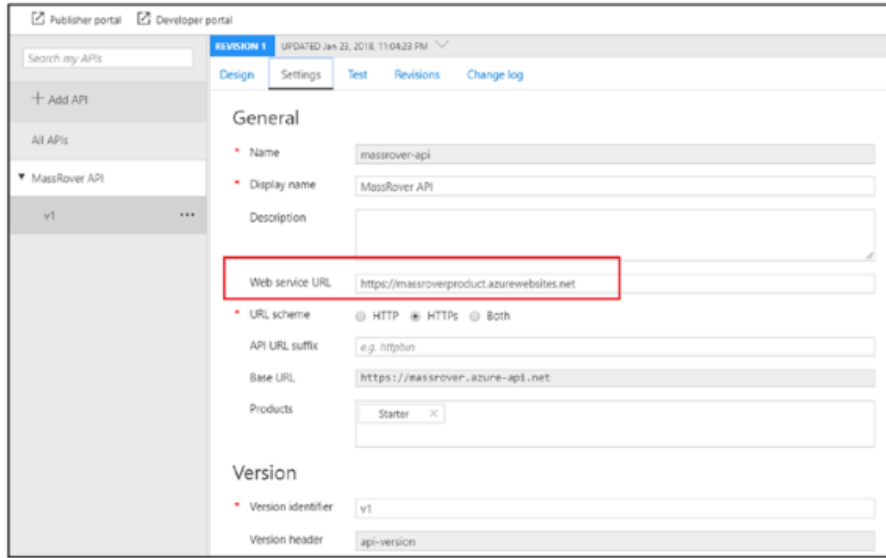 Publisher portal Developer portal
Search my APIs
REVISION 1 UPDATED Jan 23, 2018, 11:04:23 PM
Design Settings Test Revisions Change log
+ Add API
All APIs
MassRover API
v1 ...
General
* Name massrover-api
* Display name MassRover API
Description
Web service URL https://massroverproduct.azurewebsites.net
* URL scheme HTTP HTTPs Both
API URL suffix e.g. httpbin
Base URL https://massrover.azure-api.net
Products Starter ×
Version
* Version identifier v1
Version header api-version